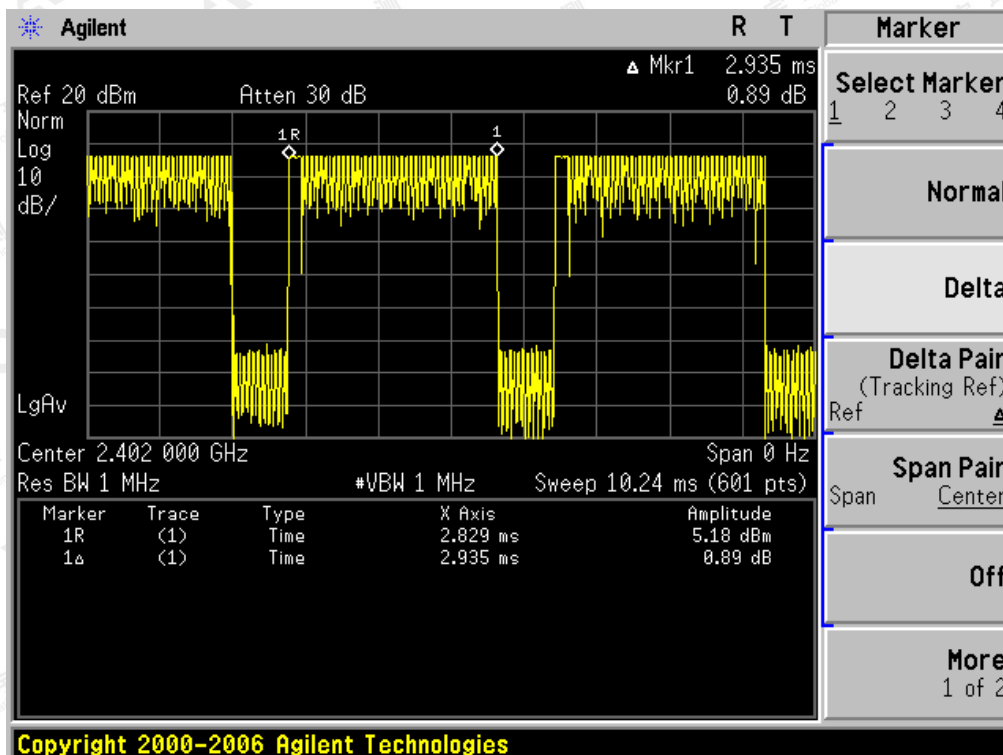 Agilent R T
Δ Mkr1 2.935 ms
Ref 20 dBm Atten 30 dB 0.89 dB
Norm
Log
10
dB/
1R
1
LgAv
Center 2.402 000 GHz Span 0 Hz
Res BW 1 MHz #VBW 1 MHz Sweep 10.24 ms (601 pts)
Marker Trace Type X Axis Amplitude
1R (1) Time 2.829 ms 5.18 dBm
1Δ (1) Time 2.935 ms 0.89 dB
Copyright 2000-2006 Agilent Technologies
Marker
Select Marker
1 2 3 4
Normal
Delta
Delta Pair
(Tracking Ref)
Ref Δ
Span Pair
Span Center
Off
More
1 of 2